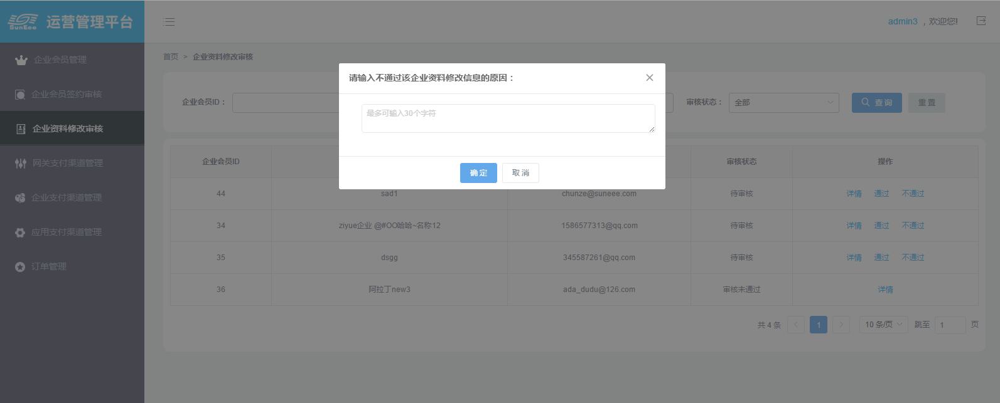 SunEee 运营管理平台
admin3 , 欢迎您!
企业会员管理
企业会员签约审核
企业资料修改审核
网关支付渠道管理
企业支付渠道管理
应用支付渠道管理
订单管理
首页 > 企业资料修改审核
请输入不通过该企业资料修改信息的原因：
最多可输入30个字符
确定 取消
企业会员ID： 审核状态： 全部 查询 重置
企业会员ID 审核状态 操作
44 sad1 chunze@suneee.com 待审核 详情 通过 不通过
34 ziyue企业 @#OO哈哈~名称12 1586577313@qq.com 待审核 详情 通过 不通过
35 dsgg 345587261@qq.com 待审核 详情 通过 不通过
36 阿拉丁new3 ada_dudu@126.com 审核未通过 详情
共 4 条 < 1 > 10 条/页 跳至 1 页